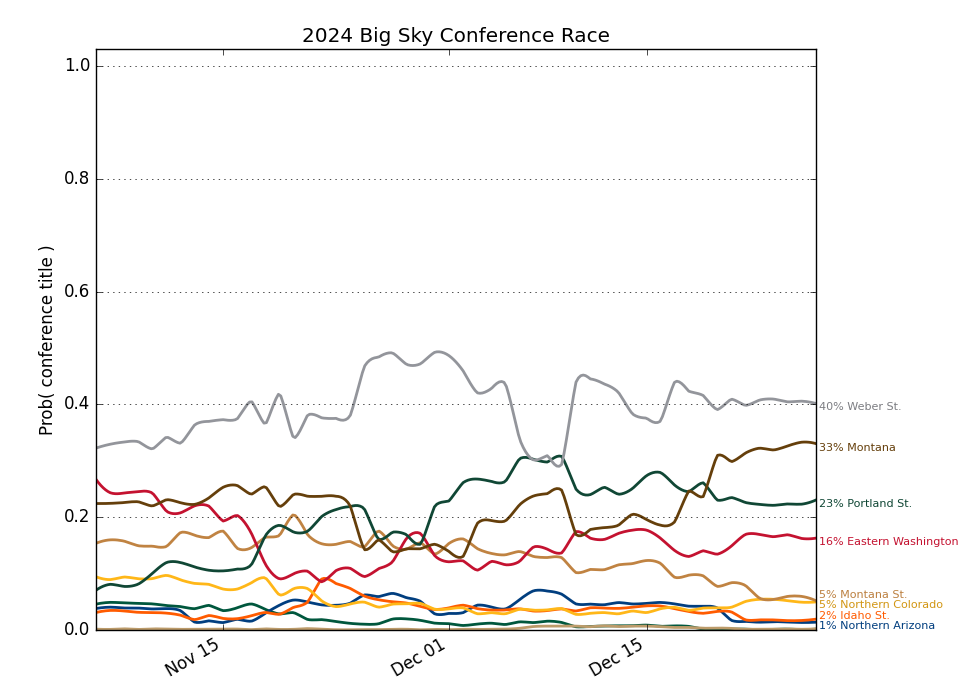 2024 Big Sky Conference Race
Prob( conference title )
1.0
0.8
0.6
0.4
0.2
0.0
Nov 15
Dec 01
Dec 15
40% Weber St.
33% Montana
23% Portland St.
16% Eastern Washington
5% Montana St.
5% Northern Colorado
2% Idaho St.
1% Northern Arizona